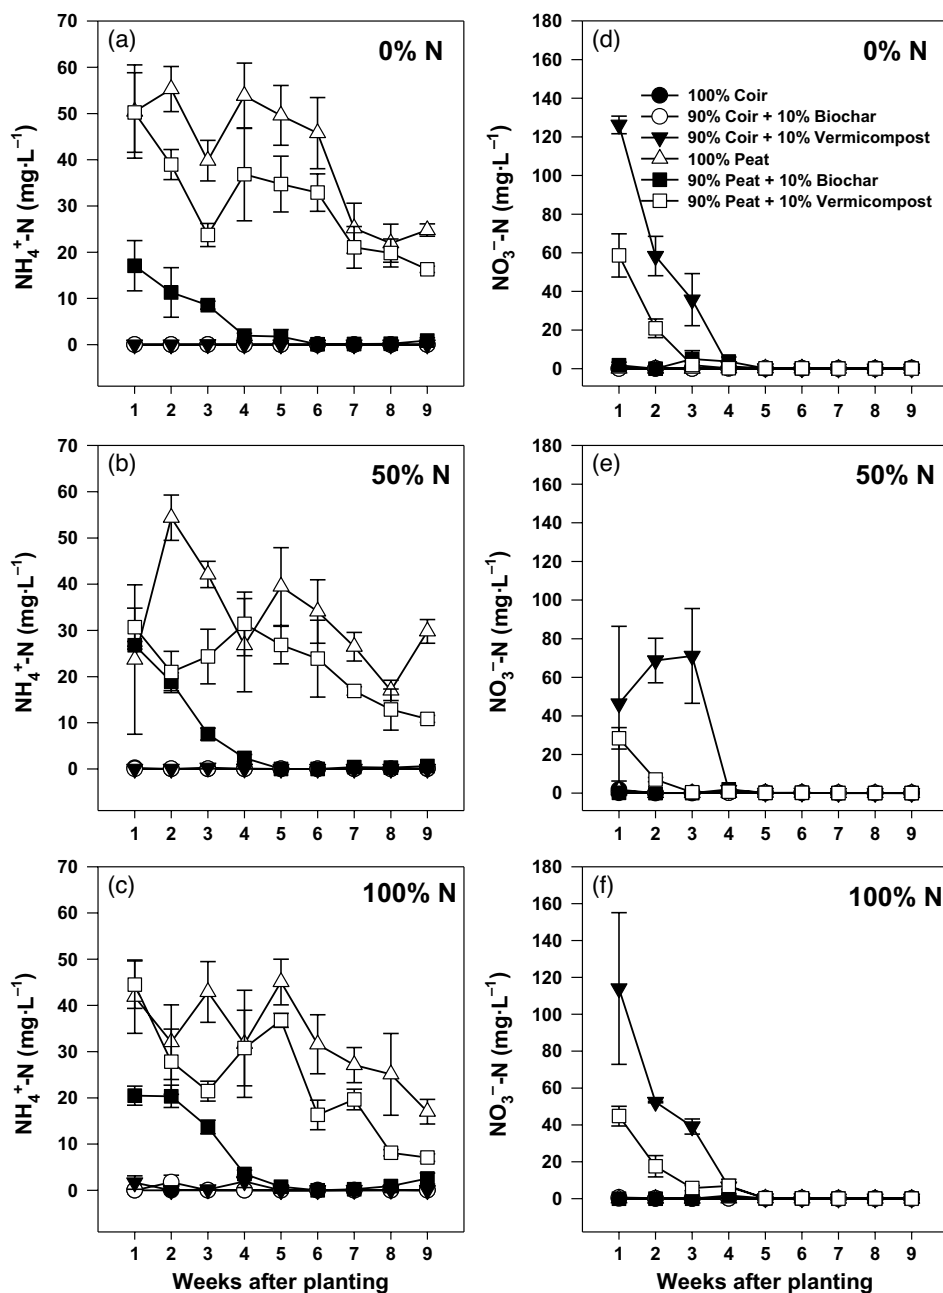 (a)
0% N
70
60
50
40
30
20
10
0
NH₄⁺-N (mg·L⁻¹)
1 2 3 4 5 6 7 8 9
(d)
0% N
180
160
140
120
100
80
60
40
20
0
NO₃⁻-N (mg·L⁻¹)
100% Coir
90% Coir + 10% Biochar
90% Coir + 10% Vermicompost
100% Peat
90% Peat + 10% Biochar
90% Peat + 10% Vermicompost
1 2 3 4 5 6 7 8 9
(b)
50% N
70
60
50
40
30
20
10
0
NH₄⁺-N (mg·L⁻¹)
1 2 3 4 5 6 7 8 9
(e)
50% N
180
160
140
120
100
80
60
40
20
0
NO₃⁻-N (mg·L⁻¹)
1 2 3 4 5 6 7 8 9
(c)
100% N
70
60
50
40
30
20
10
0
NH₄⁺-N (mg·L⁻¹)
1 2 3 4 5 6 7 8 9
Weeks after planting
(f)
100% N
180
160
140
120
100
80
60
40
20
0
NO₃⁻-N (mg·L⁻¹)
1 2 3 4 5 6 7 8 9
Weeks after planting